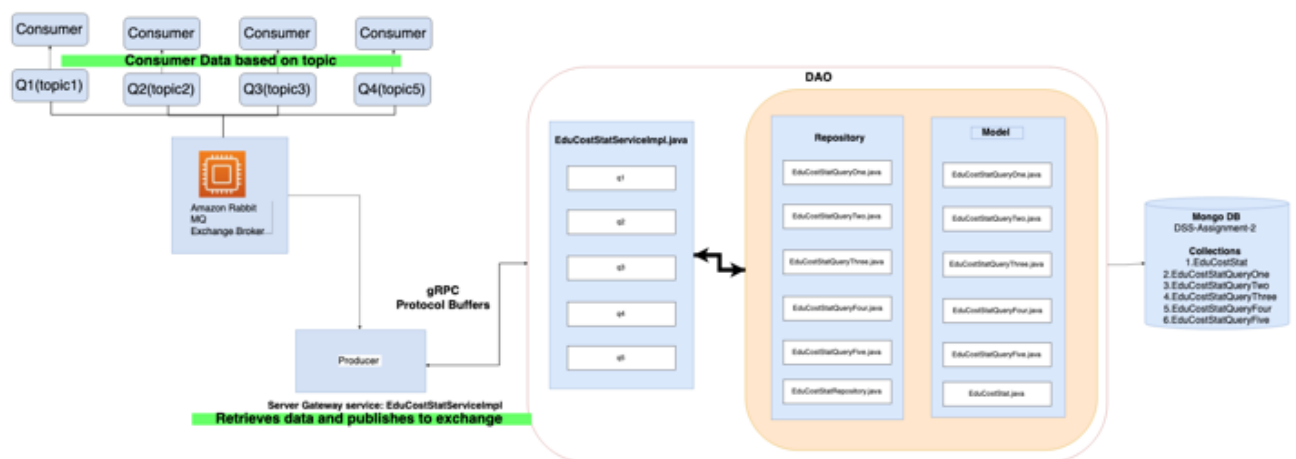 Consumer
Consumer
Consumer
Consumer
Consumer Data based on topic
Q1(topic1)
Q2(topic2)
Q3(topic3)
Q4(topic5)
Amazon Rabbit
MQ
Exchange Broker
gRPC
Protocol Buffers
Producer
Server Gateway service: EduCostStatServiceImpl
Retrieves data and publishes to exchange
DAO
EduCostStatServiceImpl.java
q1
q2
q3
q4
q5
Repository
EduCostStatQueryOne.java
EduCostStatQueryTwo.java
EduCostStatQueryThree.java
EduCostStatQueryFour.java
EduCostStatQueryFive.java
EduCostStatRepository.java
Model
EduCostStatQueryOne.java
EduCostStatQueryTwo.java
EduCostStatQueryThree.java
EduCostStatQueryFour.java
EduCostStatQueryFive.java
EduCostStat.java
Mongo DB
DSS-Assignment-2
Collections
1.EduCostStat
2.EduCostStatQueryOne
3.EduCostStatQueryTwo
4.EduCostStatQueryThree
5.EduCostStatQueryFour
6.EduCostStatQueryFive